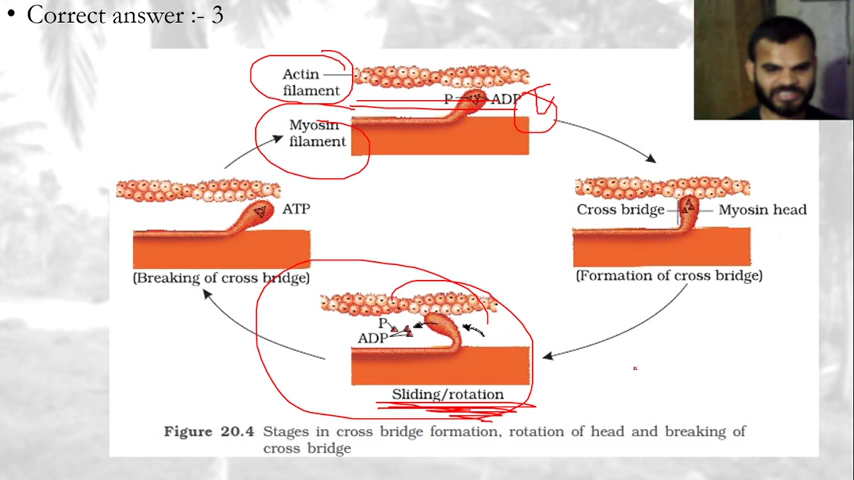 • Correct answer :- 3
Actin
filament
P
ADP
Myosin
filament
ATP
Cross bridge
Myosin head
(Breaking of cross bridge)
(Formation of cross bridge)
P
ADP
Sliding/rotation
Figure 20.4 Stages in cross bridge formation, rotation of head and breaking of
cross bridge